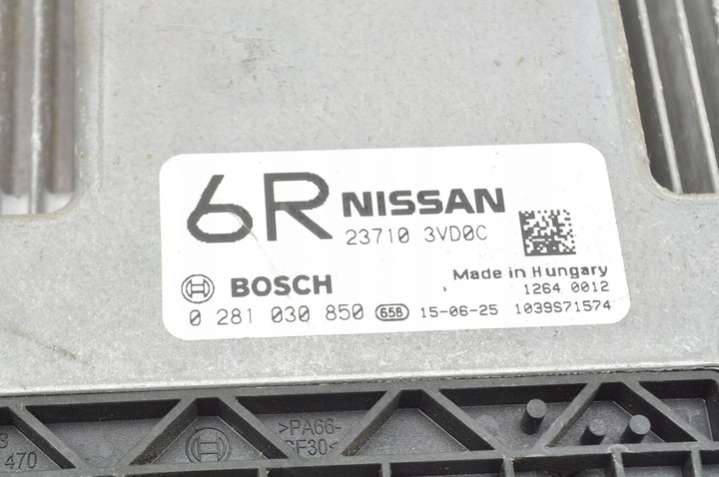 6R NISSAN
23710 3VD0C
BOSCH
Made in Hungary
1264 0012
0 281 030 850 65B 15-06-25 1039S71574
>PA66-
GF30<
470